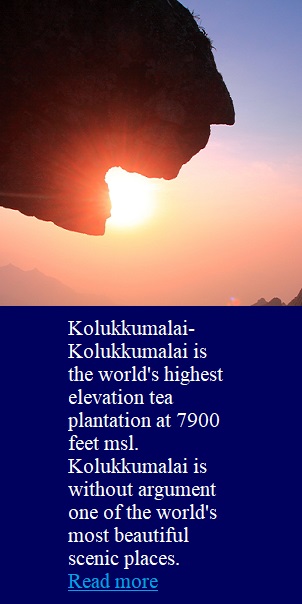 Kolukkumalai-
Kolukkumalai is
the world's highest
elevation tea
plantation at 7900
feet msl.
Kolukkumalai is
without argument
one of the world's
most beautiful
scenic places.
Read more